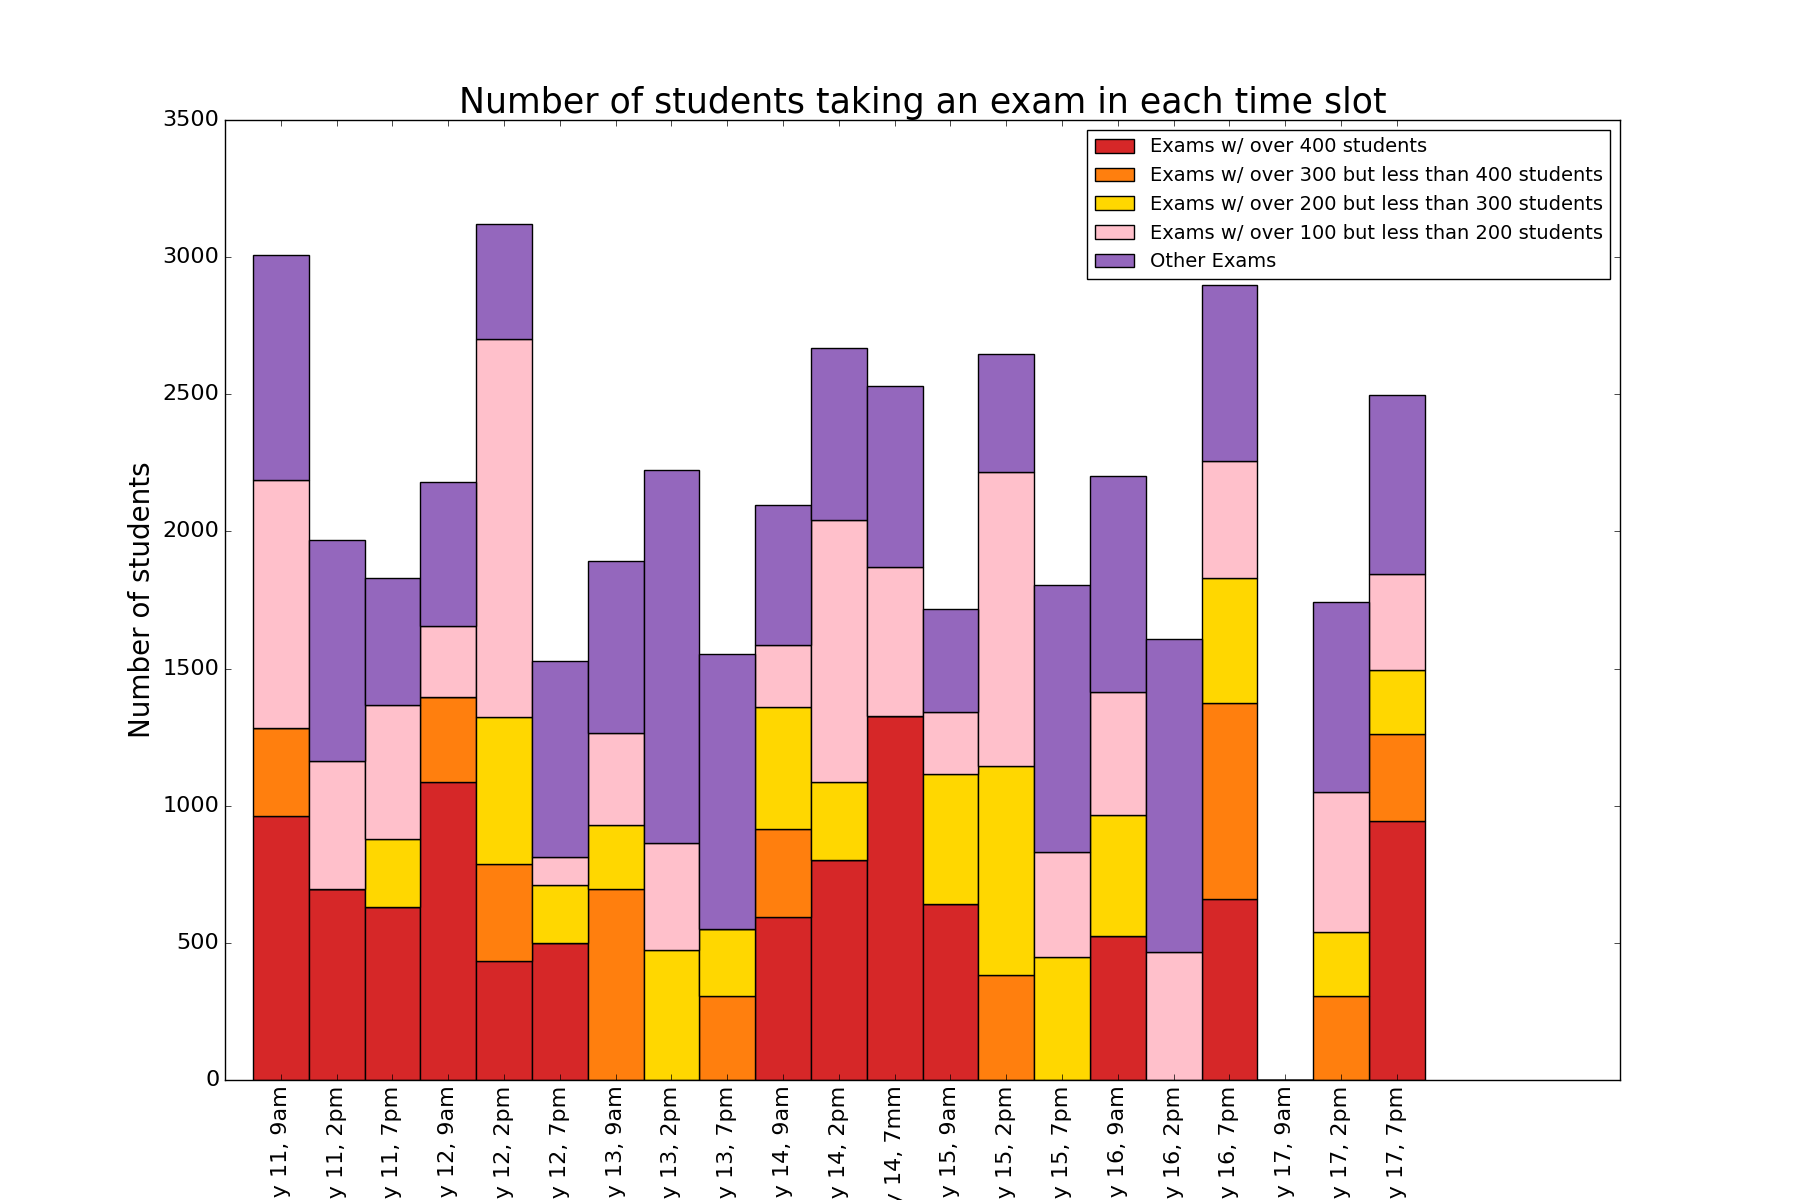 Number of students taking an exam in each time slot
3500
3000
2500
2000
1500
1000
500
0
Number of students
Exams w/ over 400 students
Exams w/ over 300 but less than 400 students
Exams w/ over 200 but less than 300 students
Exams w/ over 100 but less than 200 students
Other Exams
y 11, 9am
y 11, 2pm
y 11, 7pm
y 12, 9am
y 12, 2pm
y 12, 7pm
y 13, 9am
y 13, 2pm
y 13, 7pm
y 14, 9am
y 14, 2pm
y 14, 7mm
y 15, 9am
y 15, 2pm
y 15, 7pm
y 16, 9am
y 16, 2pm
y 16, 7pm
y 17, 9am
y 17, 2pm
y 17, 7pm